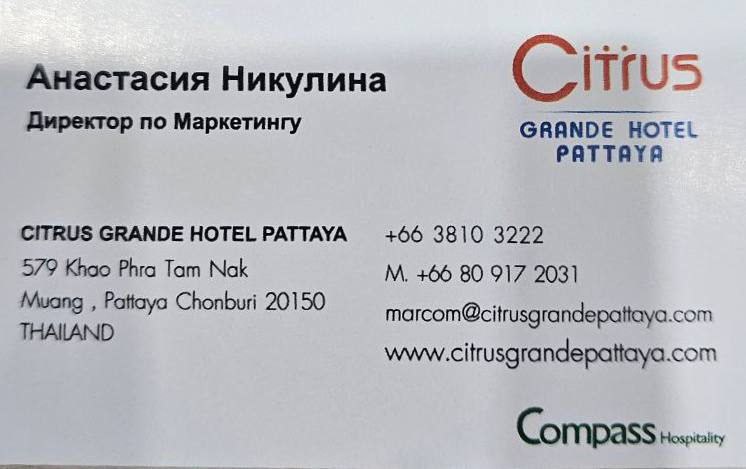 Анастасия Никулина
Директор по Маркетингу
Citrus
GRANDE HOTEL
PATTAYA
CITRUS GRANDE HOTEL PATTAYA
579 Khao Phra Tam Nak
Muang , Pattaya Chonburi 20150
THAILAND
+66 3810 3222
M. +66 80 917 2031
marcom@citrusgrandepattaya.com
www.citrusgrandepattaya.com
Compass Hospitality